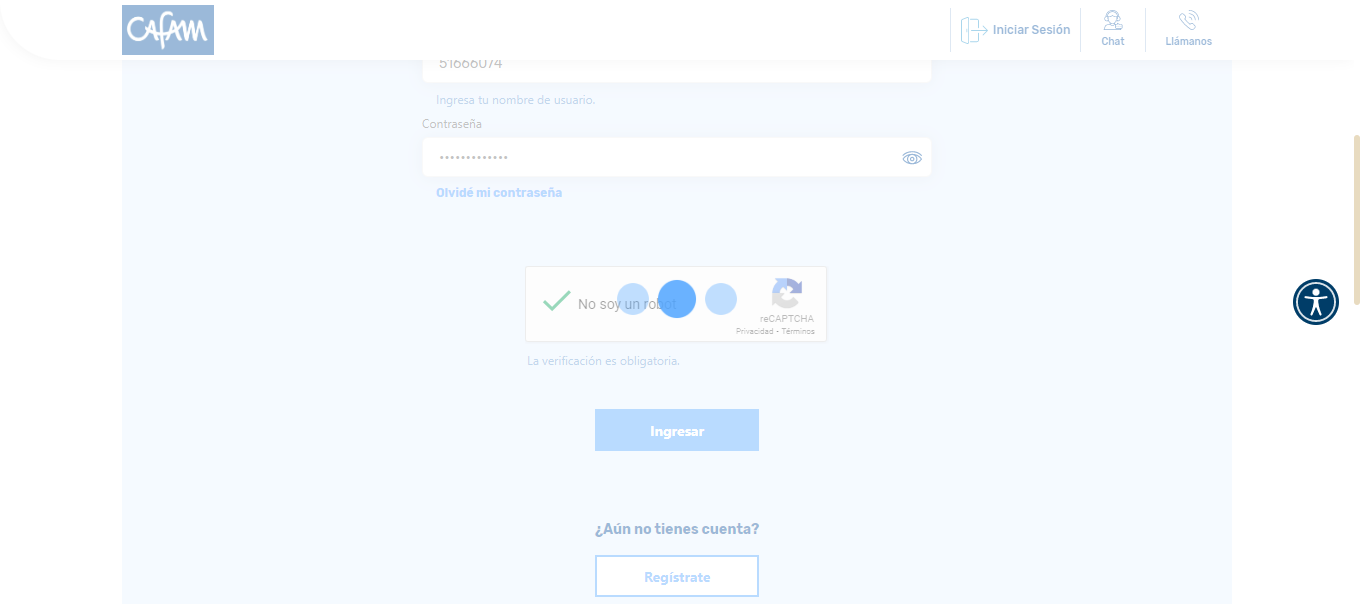 CAFAM
Iniciar Sesión
Chat
Llámanos
51666074
Ingresa tu nombre de usuario.
Contraseña
•••••••••••••
Olvidé mi contraseña
No soy un robot
reCAPTCHA
Privacidad - Términos
La verificación es obligatoria.
Ingresar
¿Aún no tienes cuenta?
Regístrate